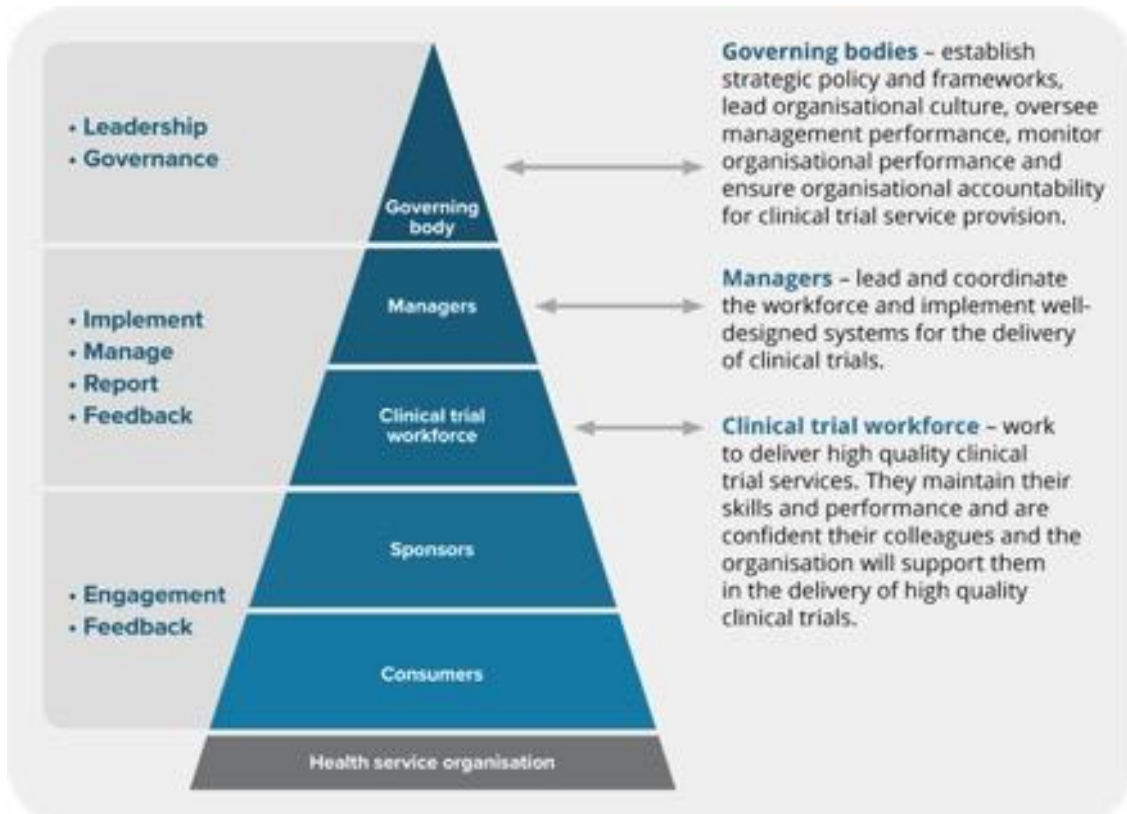 • Leadership
• Governance
• Implement
• Manage
• Report
• Feedback
• Engagement
• Feedback
Governing
body
Managers
Clinical trial
workforce
Sponsors
Consumers
Health service organisation
Governing bodies – establish
strategic policy and frameworks,
lead organisational culture, oversee
management performance, monitor
organisational performance and
ensure organisational accountability
for clinical trial service provision.
Managers – lead and coordinate
the workforce and implement well-
designed systems for the delivery
of clinical trials.
Clinical trial workforce – work
to deliver high quality clinical
trial services. They maintain their
skills and performance and are
confident their colleagues and the
organisation will support them
in the delivery of high quality
clinical trials.